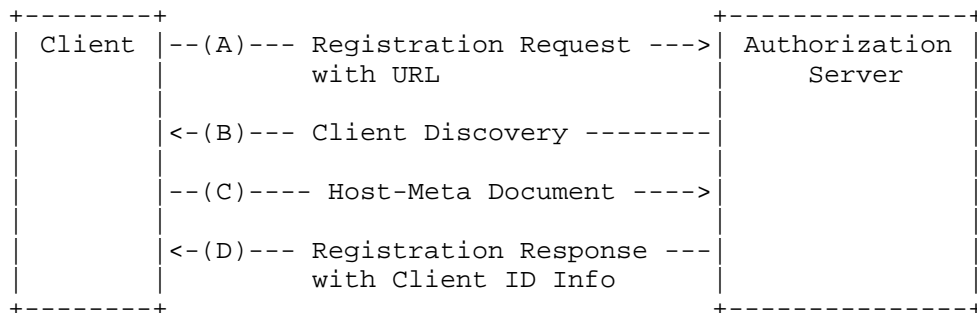 Client --(A)--- Registration Request ---> Authorization
with URL Server
<-(B)--- Client Discovery --------
--(C)---- Host-Meta Document ---->
<-(D)--- Registration Response ---
with Client ID Info